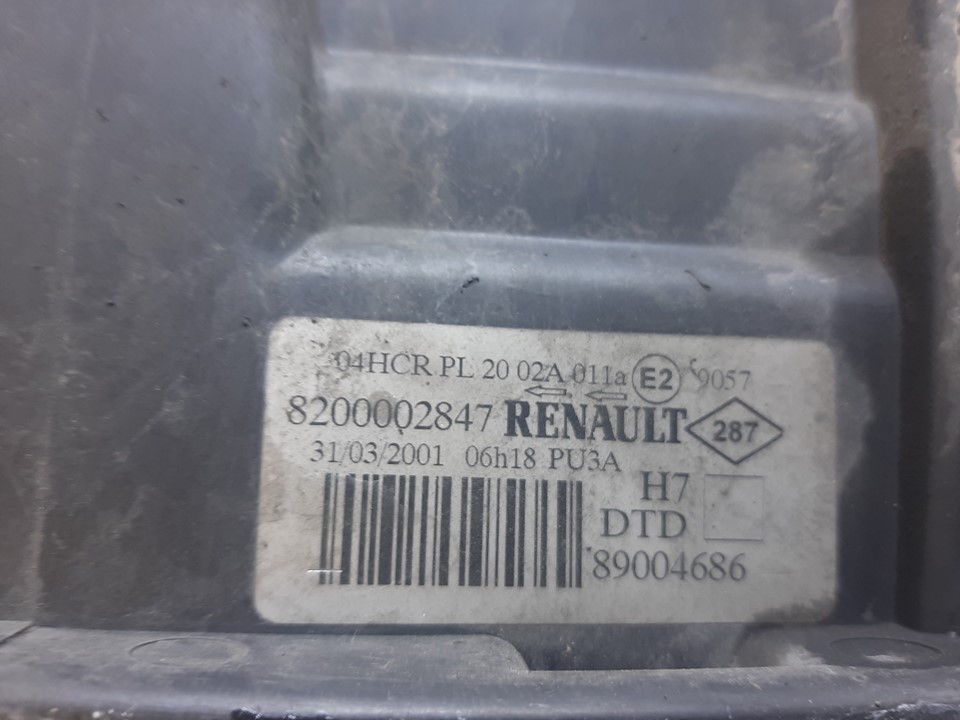 04HCR PL 20 02A 011a E2 9057
8200002847 RENAULT 287
31/03/2001 06h18 PU3A
H7
DTD
89004686